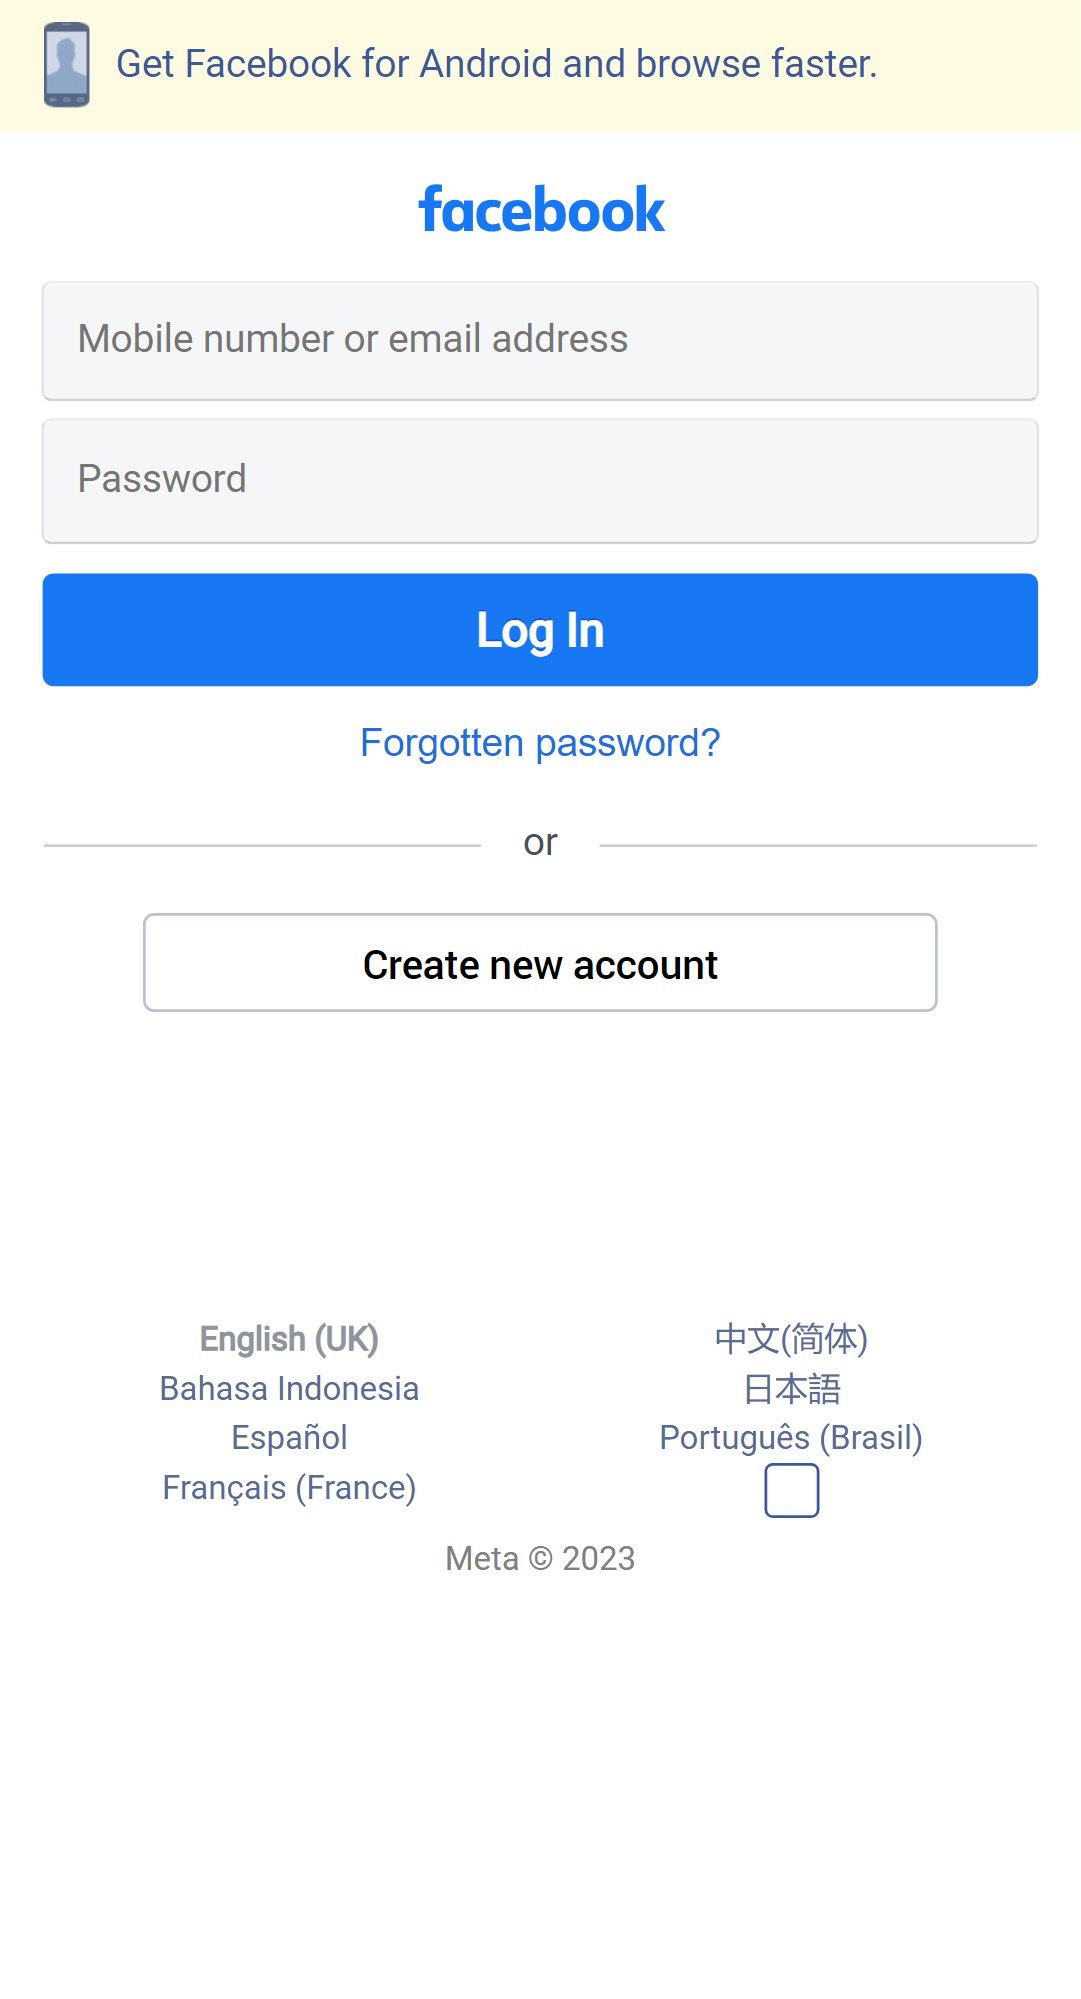 Get Facebook for Android and browse faster.
facebook
Mobile number or email address
Password
Log In
Forgotten password?
or
Create new account
English (UK)
Bahasa Indonesia
Español
Français (France)
中文(简体)
日本語
Português (Brasil)
Meta © 2023